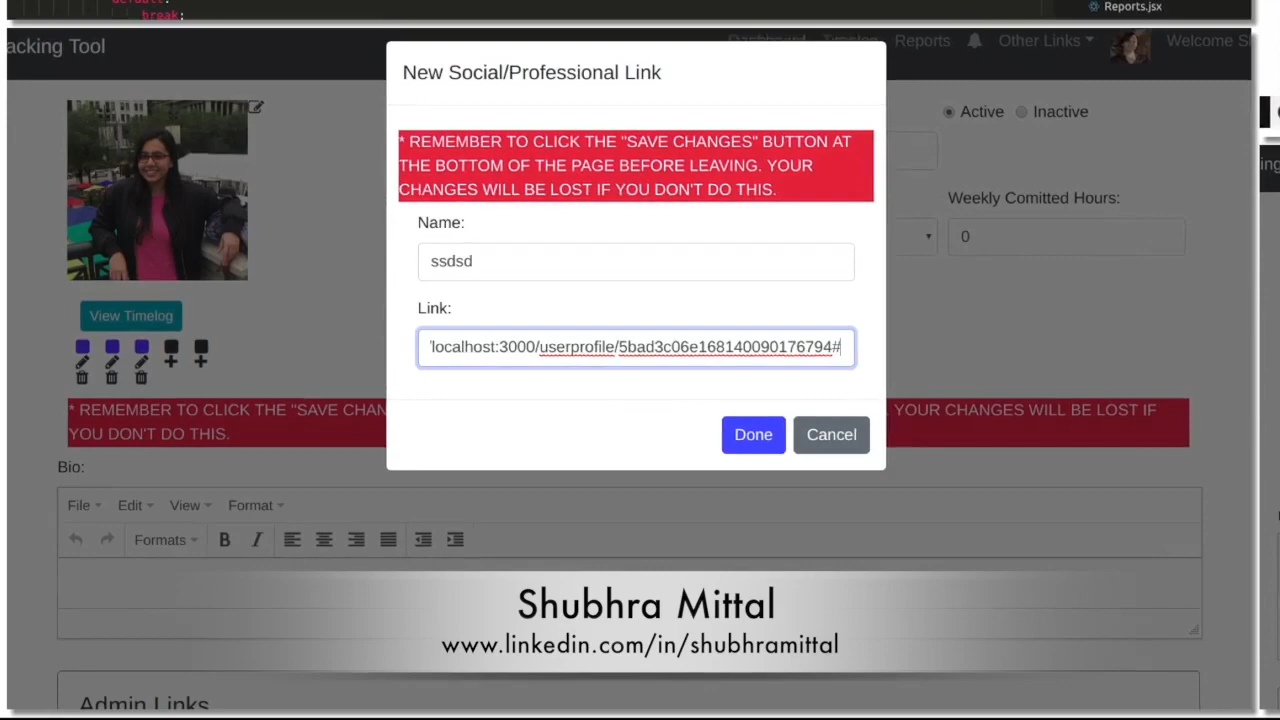 default:
break;
Reports.jsx
acking Tool
Dashboard Timelog Reports Other Links Welcome
New Social/Professional Link
Active Inactive
* REMEMBER TO CLICK THE "SAVE CHANGES" BUTTON AT
THE BOTTOM OF THE PAGE BEFORE LEAVING. YOUR
CHANGES WILL BE LOST IF YOU DON'T DO THIS.
Weekly Comitted Hours:
0
Name:
ssdsd
Link:
localhost:3000/userprofile/5bad3c06e168140090176794#
View Timelog
Done Cancel
* REMEMBER TO CLICK THE "SAVE CHAN
YOUR CHANGES WILL BE LOST IF
YOU DON'T DO THIS.
Bio:
File Edit View Format
Formats B I
Shubhra Mittal
www.linkedin.com/in/shubhramittal
Admin Links